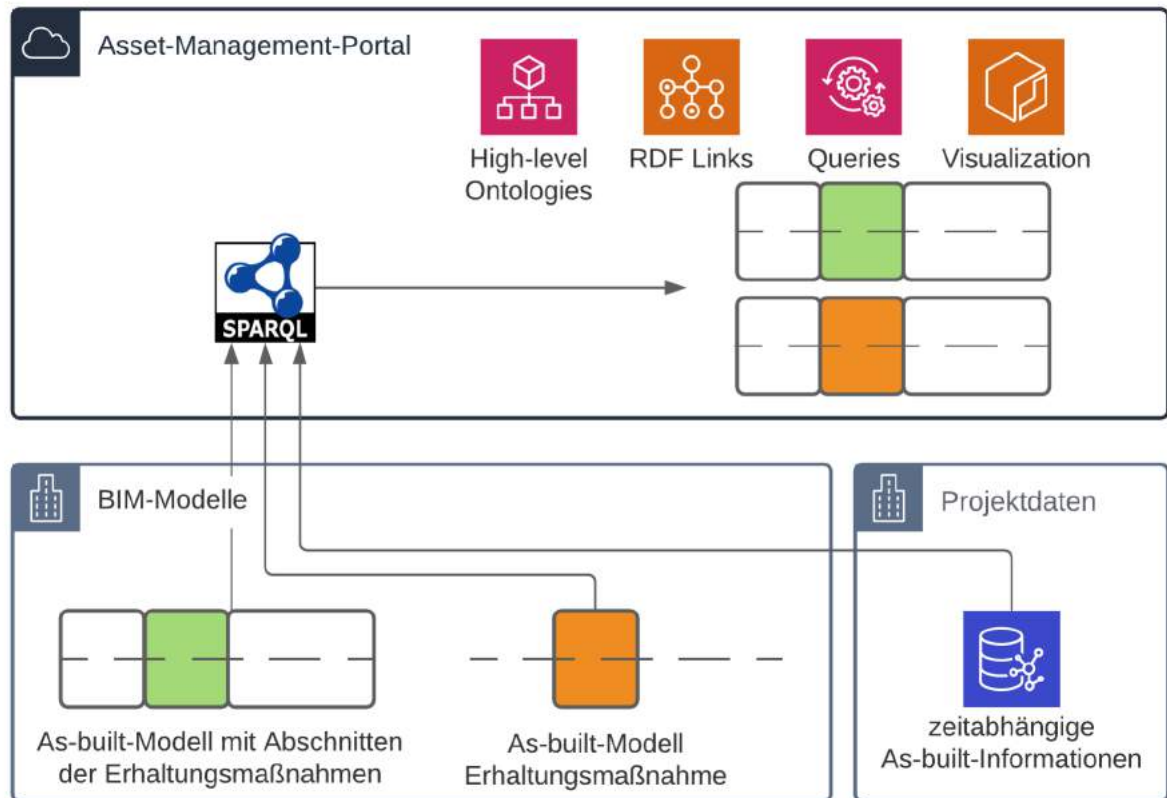 Asset-Management-Portal
High-level
Ontologies
RDF Links
Queries
Visualization
SPARQL
BIM-Modelle
Projektdaten
As-built-Modell mit Abschnitten
der Erhaltungsmaßnahmen
As-built-Modell
Erhaltungsmaßnahme
zeitabhängige
As-built-Informationen